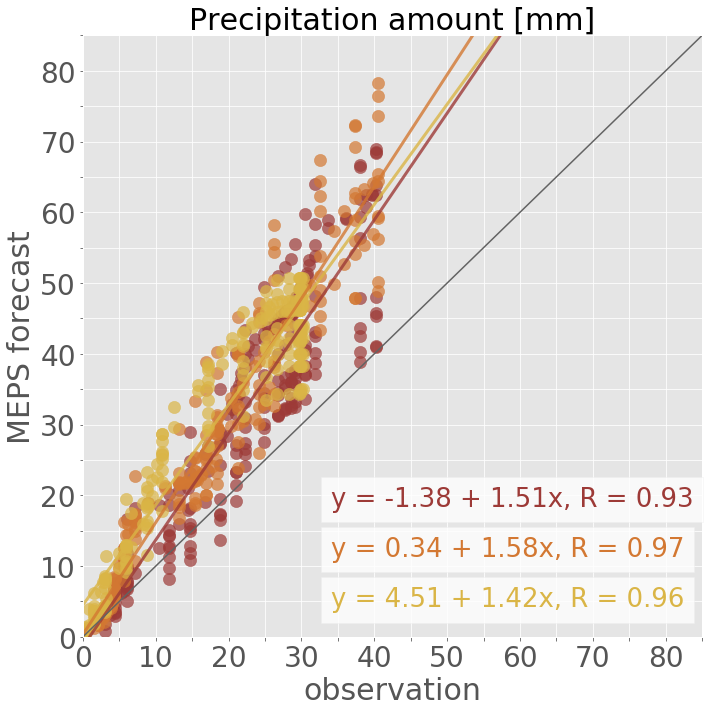 Precipitation amount [mm]
MEPS forecast
80
70
60
50
40
30
20
10
0
y = -1.38 + 1.51x, R = 0.93
y = 0.34 + 1.58x, R = 0.97
y = 4.51 + 1.42x, R = 0.96
0 10 20 30 40 50 60 70 80
observation